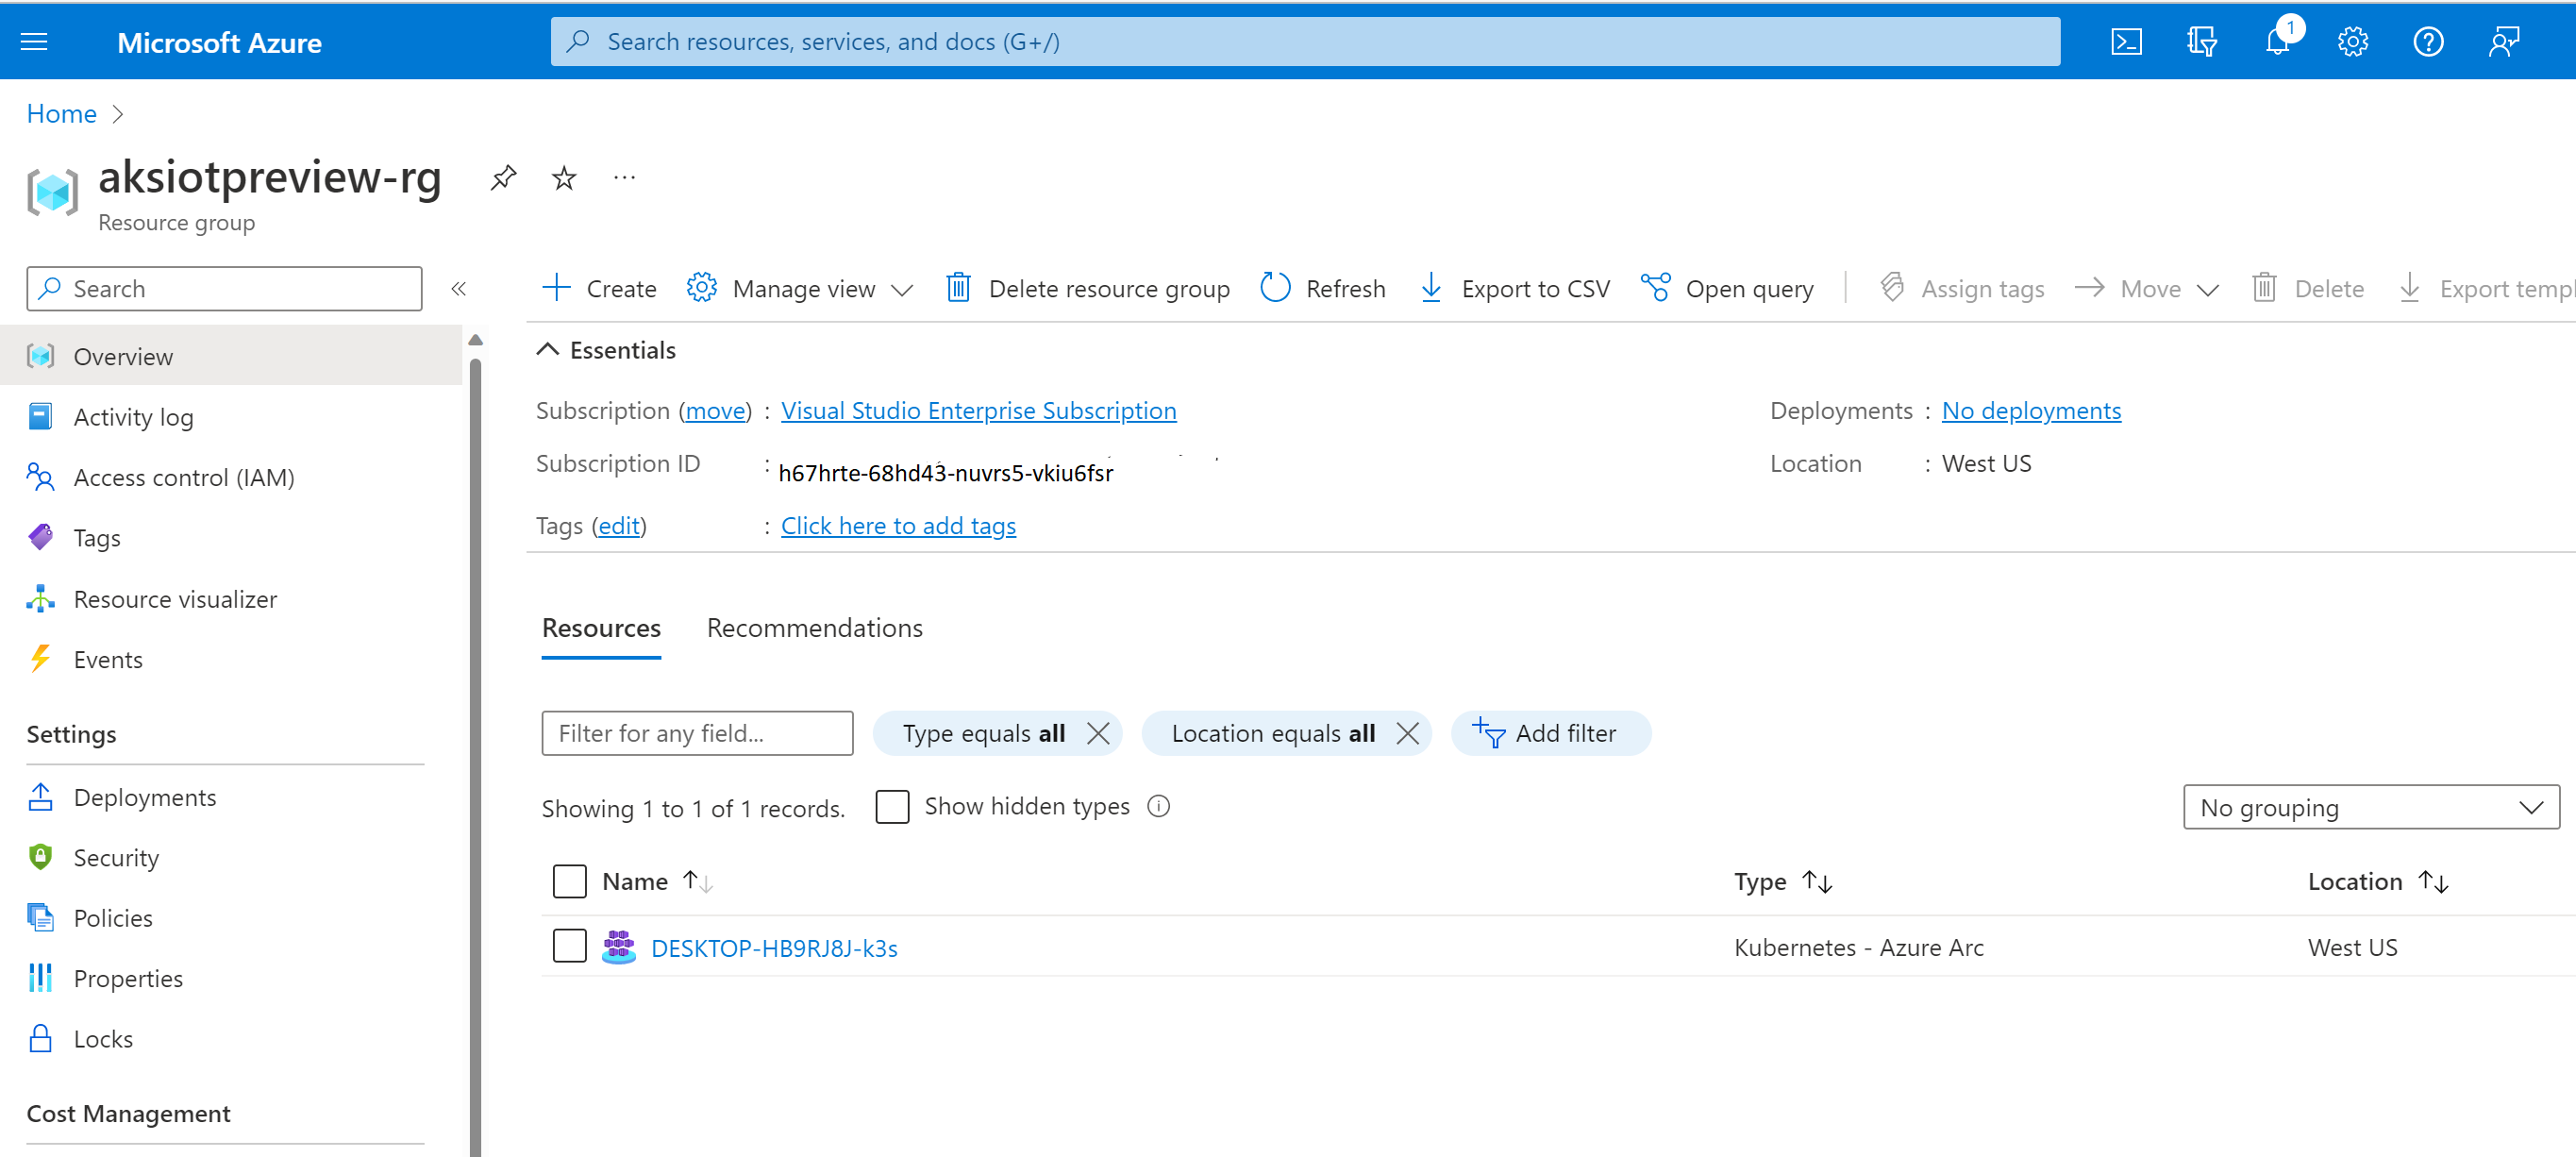 Microsoft Azure
Search resources, services, and docs (G+/)
1
Home
aksiotpreview-rg
Resource group
Search
Create
Manage view
Delete resource group
Refresh
Export to CSV
Open query
Assign tags
Move
Delete
Export templ
Overview
Activity log
Access control (IAM)
Tags
Resource visualizer
Events
Settings
Deployments
Security
Policies
Properties
Locks
Cost Management
Essentials
Subscription (move) : Visual Studio Enterprise Subscription
Subscription ID : h67hrte-68hd43-nuvrs5-vkiu6fsr
Tags (edit) : Click here to add tags
Deployments : No deployments
Location : West US
Resources Recommendations
Filter for any field... Type equals all Location equals all Add filter
Showing 1 to 1 of 1 records. Show hidden types No grouping
Name Type Location
DESKTOP-HB9RJ8J-k3s Kubernetes - Azure Arc West US